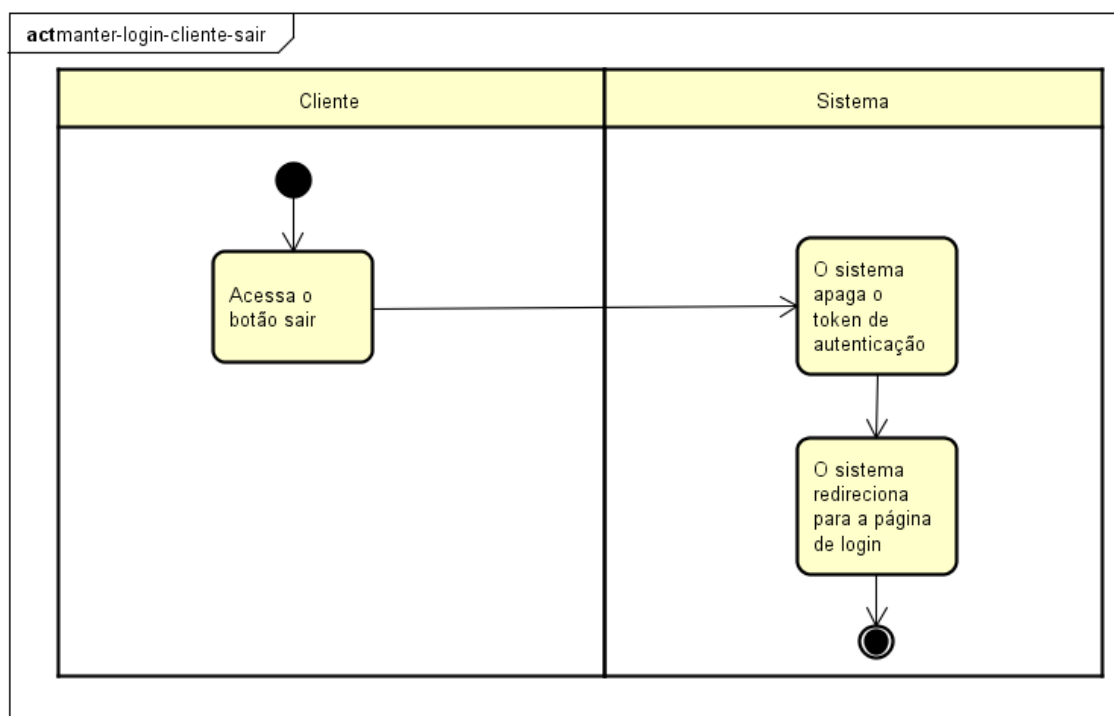 actmanter-login-cliente-sair
Cliente
Sistema
Acessa o
botão sair
O sistema
apaga o
token de
autenticação
O sistema
redireciona
para a página
de login